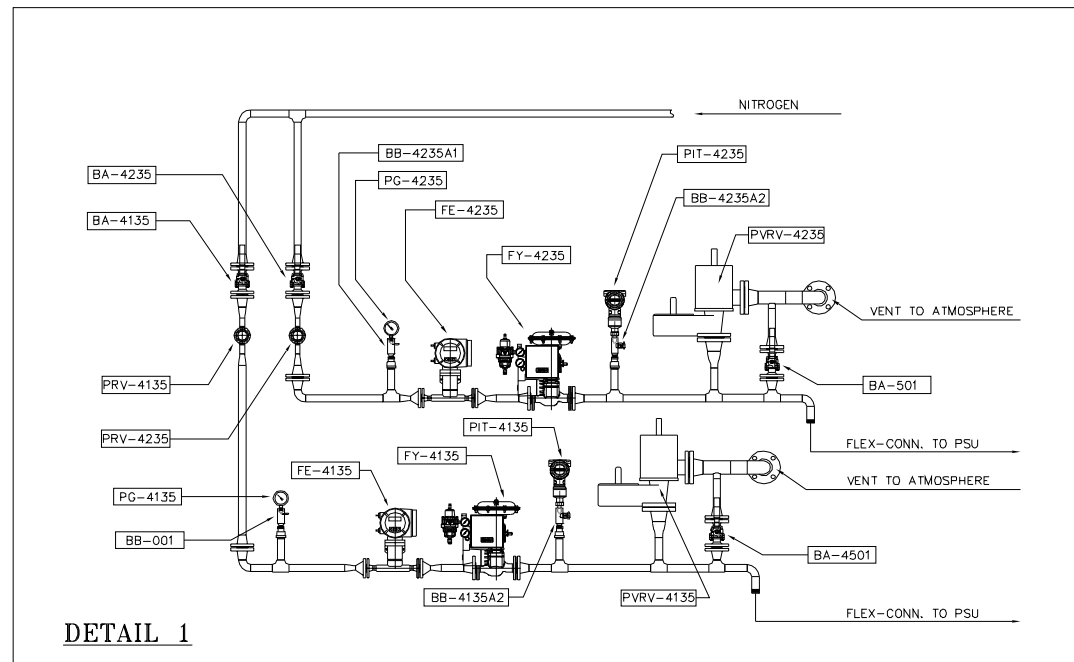 NITROGEN
BB-4235A1
PIT-4235
BA-4235
PG-4235
BB-4235A2
BA-4135
FE-4235
PVRV-4235
FY-4235
VENT TO ATMOSPHERE
PRV-4135
BA-501
PRV-4235
PIT-4135
FLEX-CONN. TO PSU
FE-4135
FY-4135
VENT TO ATMOSPHERE
PG-4135
BB-001
BA-4501
BB-4135A2
PVRV-4135
FLEX-CONN. TO PSU
DETAIL 1